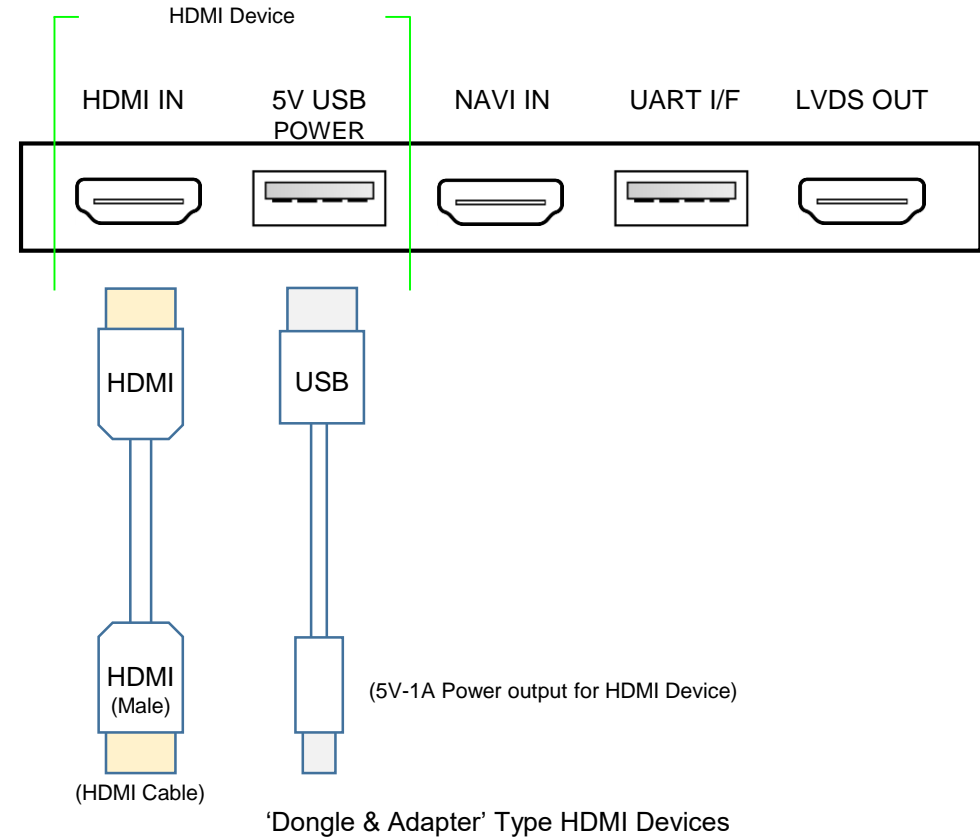 HDMI Device
HDMI IN
5V USB
POWER
NAVI IN
UART I/F
LVDS OUT
HDMI
USB
HDMI
(Male)
(5V-1A Power output for HDMI Device)
(HDMI Cable)
‘Dongle & Adapter’ Type HDMI Devices